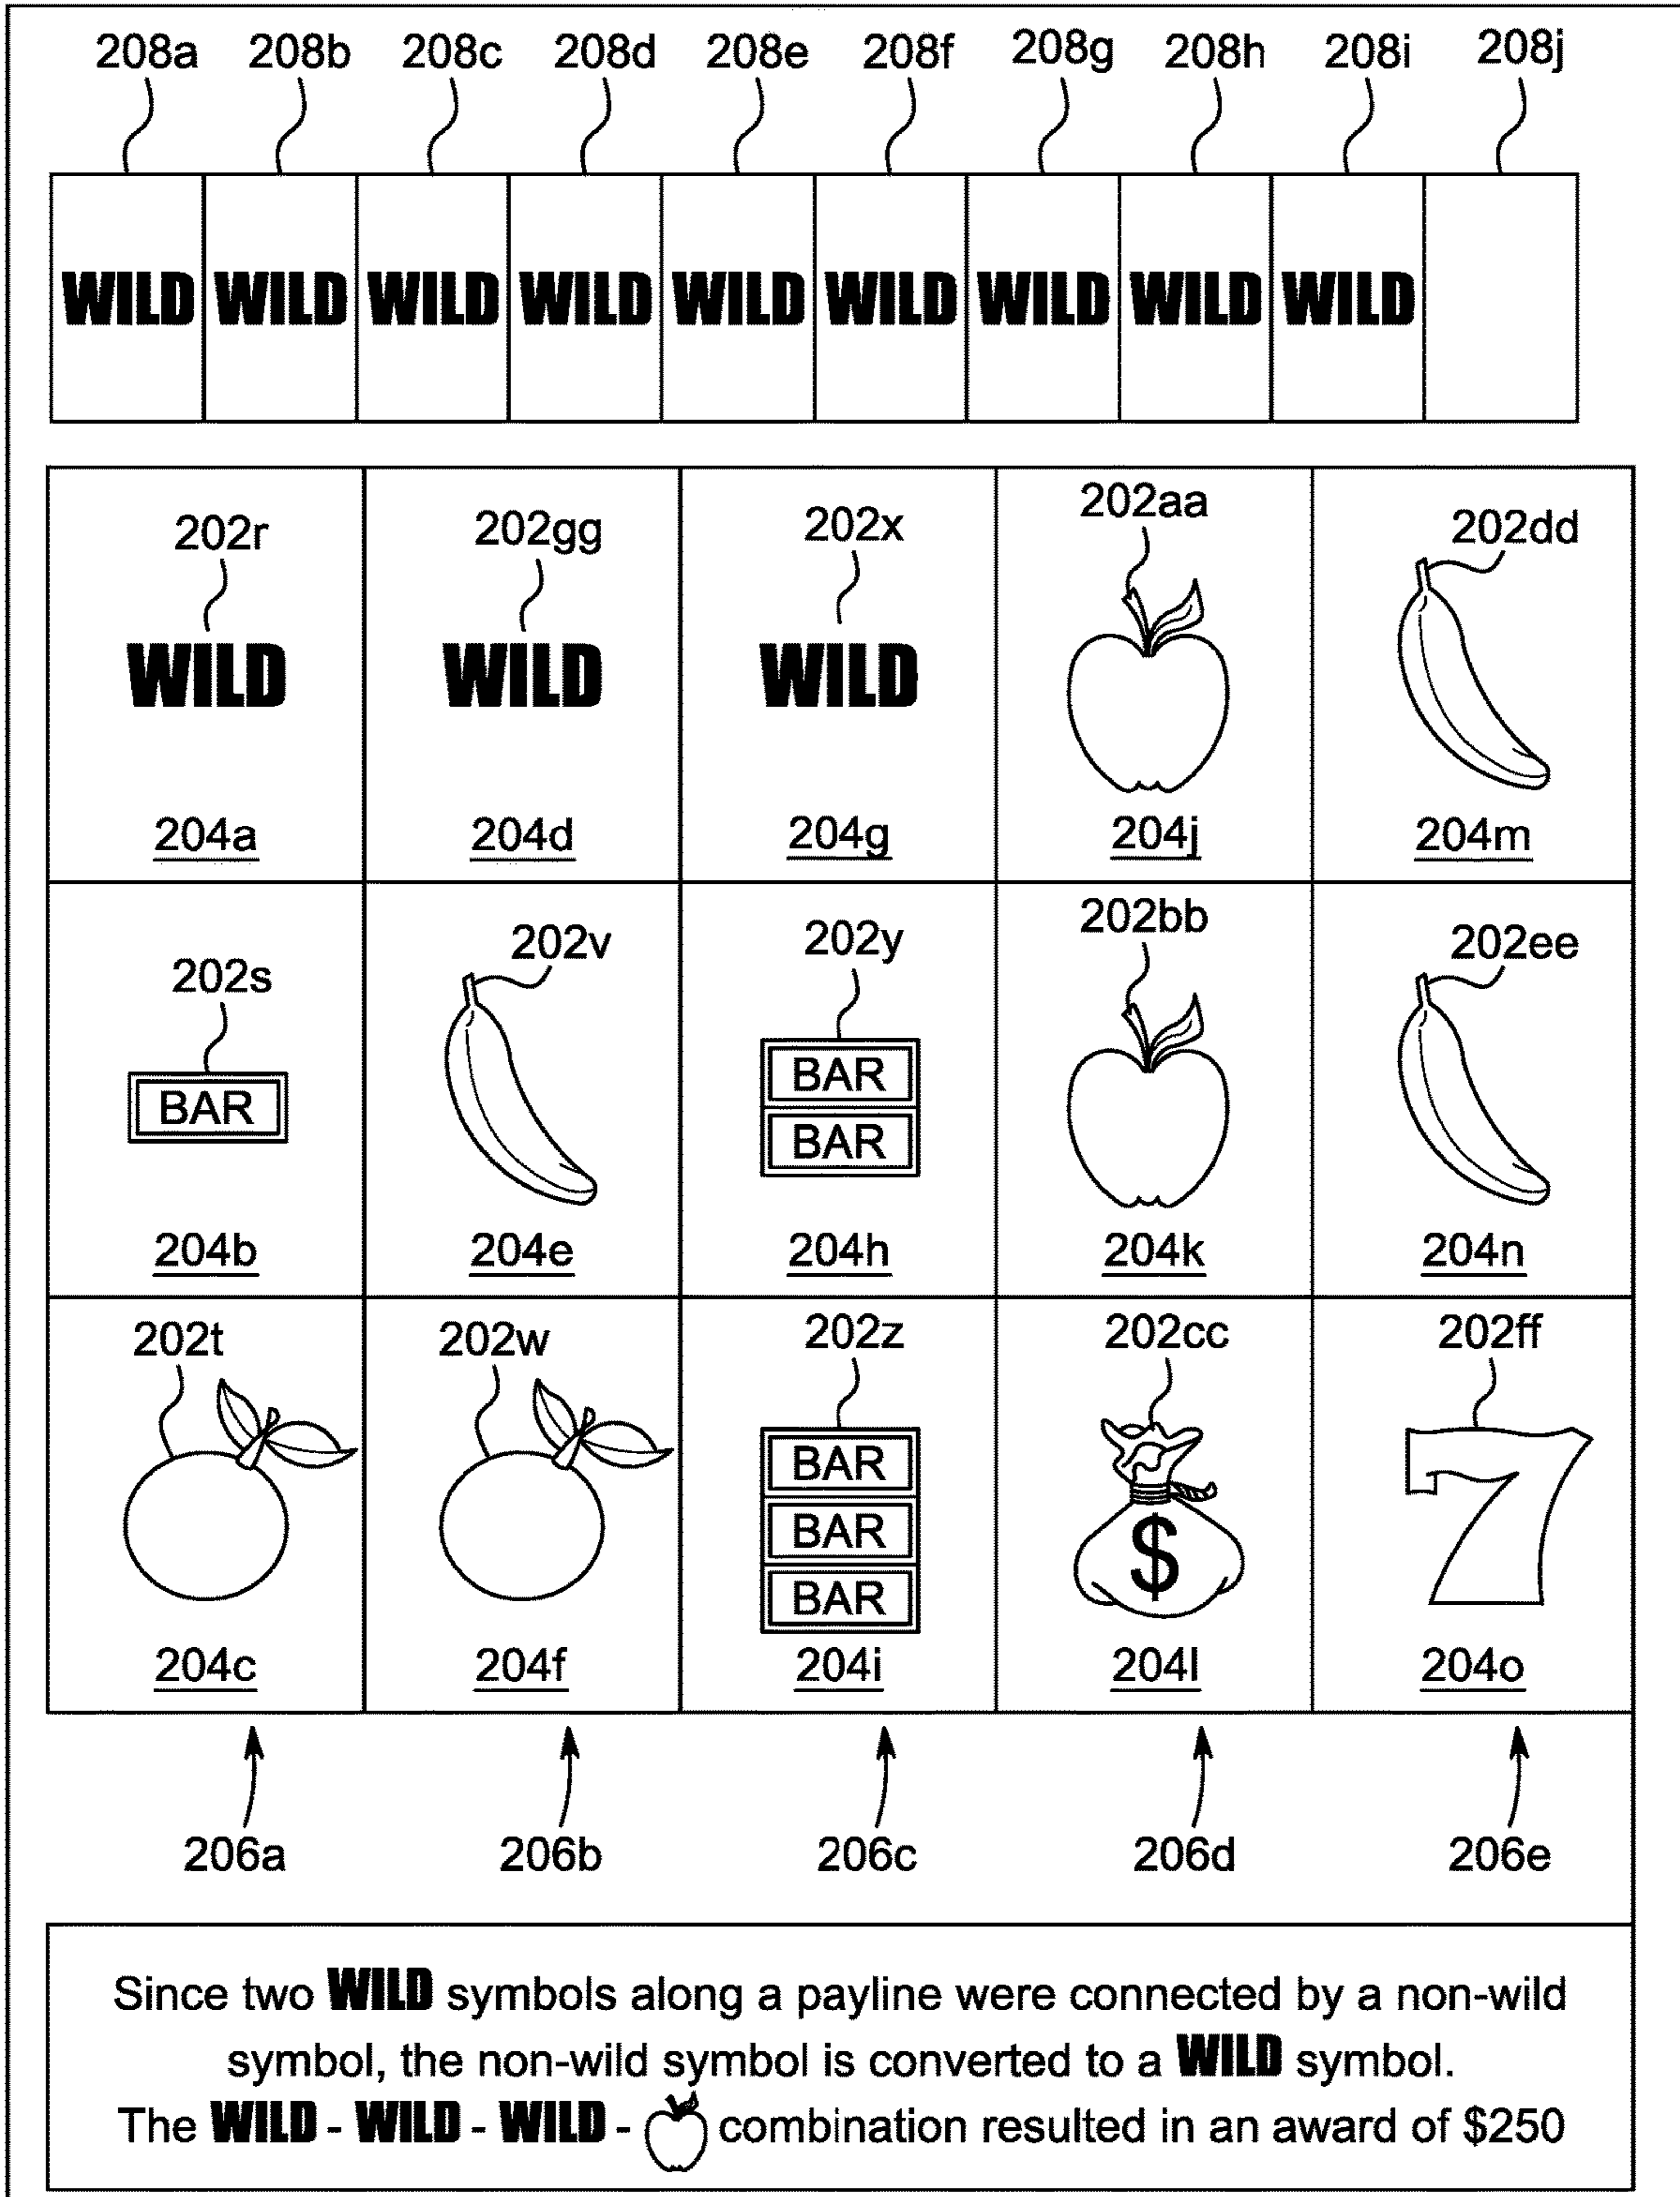 208a 208b 208c 208d 208e 208f 208g 208h 208i 208j
WILD WILD WILD WILD WILD WILD WILD WILD WILD
202r 202gg 202x 202aa 202dd
WILD WILD WILD
204a 204d 204g 204j 204m
202s 202v 202y 202bb 202ee
BAR
BAR
BAR
204b 204e 204h 204k 204n
202t 202w 202z 202cc 202ff
BAR
BAR
BAR
$
7
204c 204f 204i 204l 204o
206a 206b 206c 206d 206e
Since two WILD symbols along a payline were connected by a non-wild
symbol, the non-wild symbol is converted to a WILD symbol.
The WILD - WILD - WILD - combination resulted in an award of $250